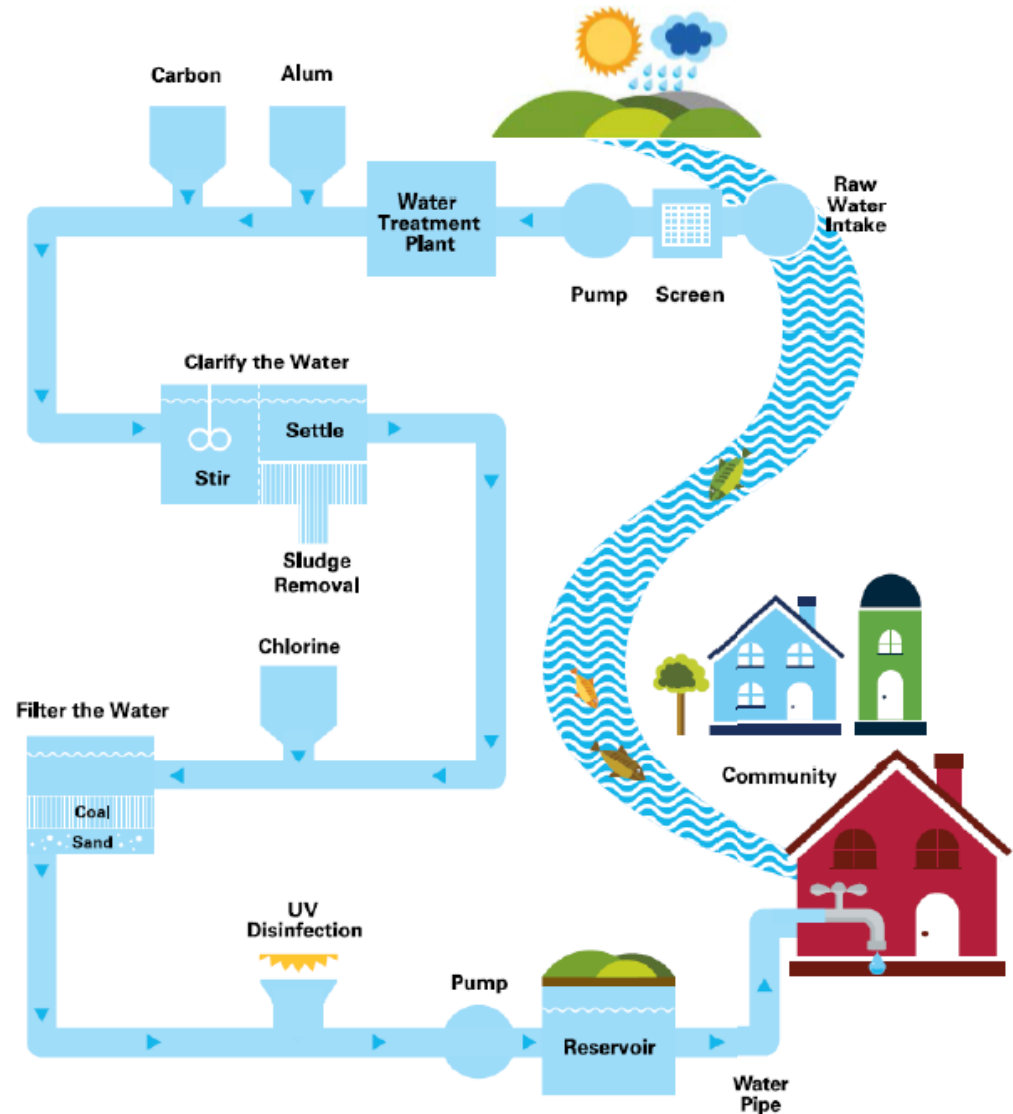 Carbon
Alum
Water
Treatment
Plant
Raw
Water
Intake
Pump
Screen
Clarify the Water
Settle
Stir
Sludge
Removal
Chlorine
Filter the Water
Coal
Sand
Community
UV
Disinfection
Pump
Reservoir
Water
Pipe